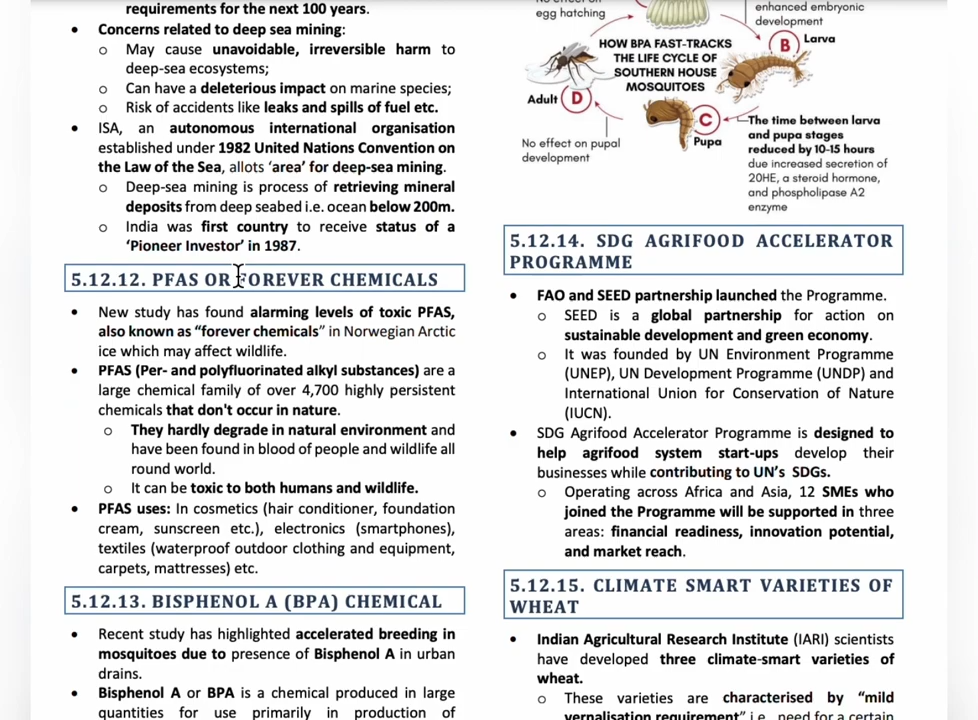 requirements for the next 100 years.
• Concerns related to deep sea mining:
o May cause unavoidable, irreversible harm to
deep-sea ecosystems;
o Can have a deleterious impact on marine species;
o Risk of accidents like leaks and spills of fuel etc.
• ISA, an autonomous international organisation
established under 1982 United Nations Convention on
the Law of the Sea, allots ‘area’ for deep-sea mining.
o Deep-sea mining is process of retrieving mineral
deposits from deep seabed i.e. ocean below 200m.
o India was first country to receive status of a
‘Pioneer Investor’ in 1987.
5.12.12. PFAS OR FOREVER CHEMICALS
• New study has found alarming levels of toxic PFAS,
also known as “forever chemicals” in Norwegian Arctic
ice which may affect wildlife.
• PFAS (Per- and polyfluorinated alkyl substances) are a
large chemical family of over 4,700 highly persistent
chemicals that don't occur in nature.
o They hardly degrade in natural environment and
have been found in blood of people and wildlife all
round world.
o It can be toxic to both humans and wildlife.
• PFAS uses: In cosmetics (hair conditioner, foundation
cream, sunscreen etc.), electronics (smartphones),
textiles (waterproof outdoor clothing and equipment,
carpets, mattresses) etc.
5.12.13. BISPHENOL A (BPA) CHEMICAL
• Recent study has highlighted accelerated breeding in
mosquitoes due to presence of Bisphenol A in urban
drains.
• Bisphenol A or BPA is a chemical produced in large
quantities for use primarily in production of
egg hatching
enhanced embryonic
development
HOW BPA FAST-TRACKS
THE LIFE CYCLE OF
SOUTHERN HOUSE
MOSQUITOES
B
Larva
Adult D
C
Pupa
No effect on pupal
development
The time between larva
and pupa stages
reduced by 10-15 hours
due increased secretion of
20HE, a steroid hormone,
and phospholipase A2
enzyme
5.12.14. SDG AGRIFOOD ACCELERATOR
PROGRAMME
• FAO and SEED partnership launched the Programme.
o SEED is a global partnership for action on
sustainable development and green economy.
o It was founded by UN Environment Programme
(UNEP), UN Development Programme (UNDP) and
International Union for Conservation of Nature
(IUCN).
• SDG Agrifood Accelerator Programme is designed to
help agrifood system start-ups develop their
businesses while contributing to UN’s SDGs.
o Operating across Africa and Asia, 12 SMEs who
joined the Programme will be supported in three
areas: financial readiness, innovation potential,
and market reach.
5.12.15. CLIMATE SMART VARIETIES OF
WHEAT
• Indian Agricultural Research Institute (IARI) scientists
have developed three climate-smart varieties of
wheat.
o These varieties are characterised by “mild
vernalisation requirement” i.e. need for a certain